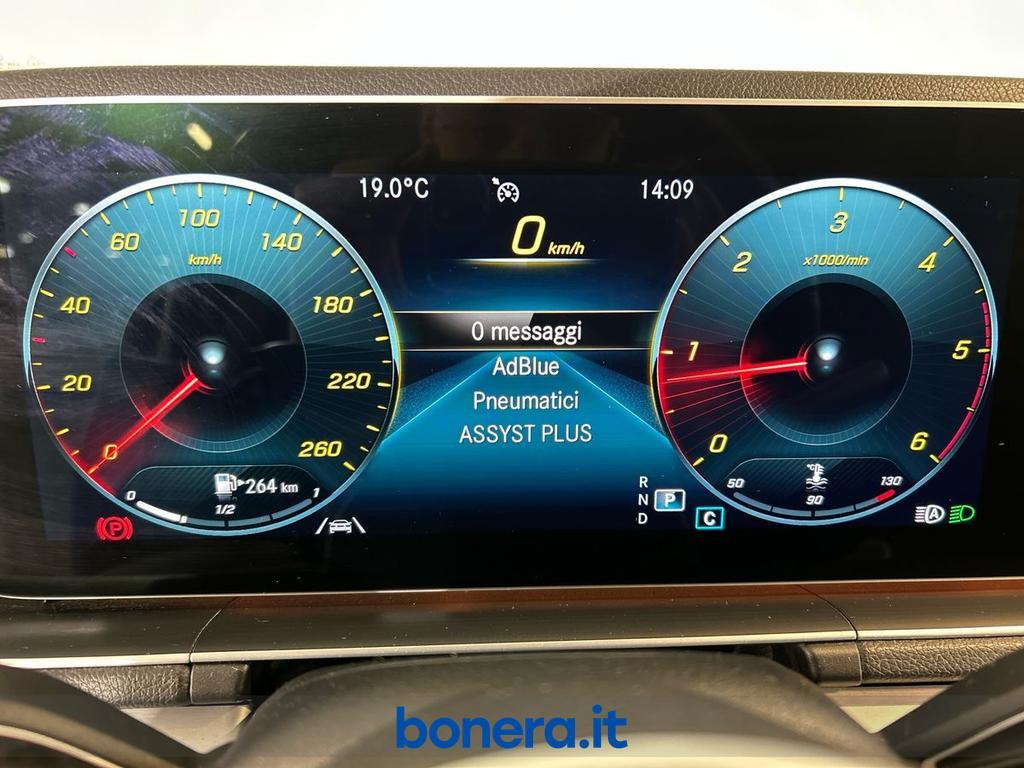 19.0°C
14:09
0 km/h
0 messaggi
AdBlue
Pneumatici
ASSYST PLUS
0
20
40
60
100
140
180
220
260
km/h
264 km
0
1/2
1
0
1
2
3
4
5
6
x1000/min
50
°C
90
130
R
N
P
D
C
P
A
bonera.it